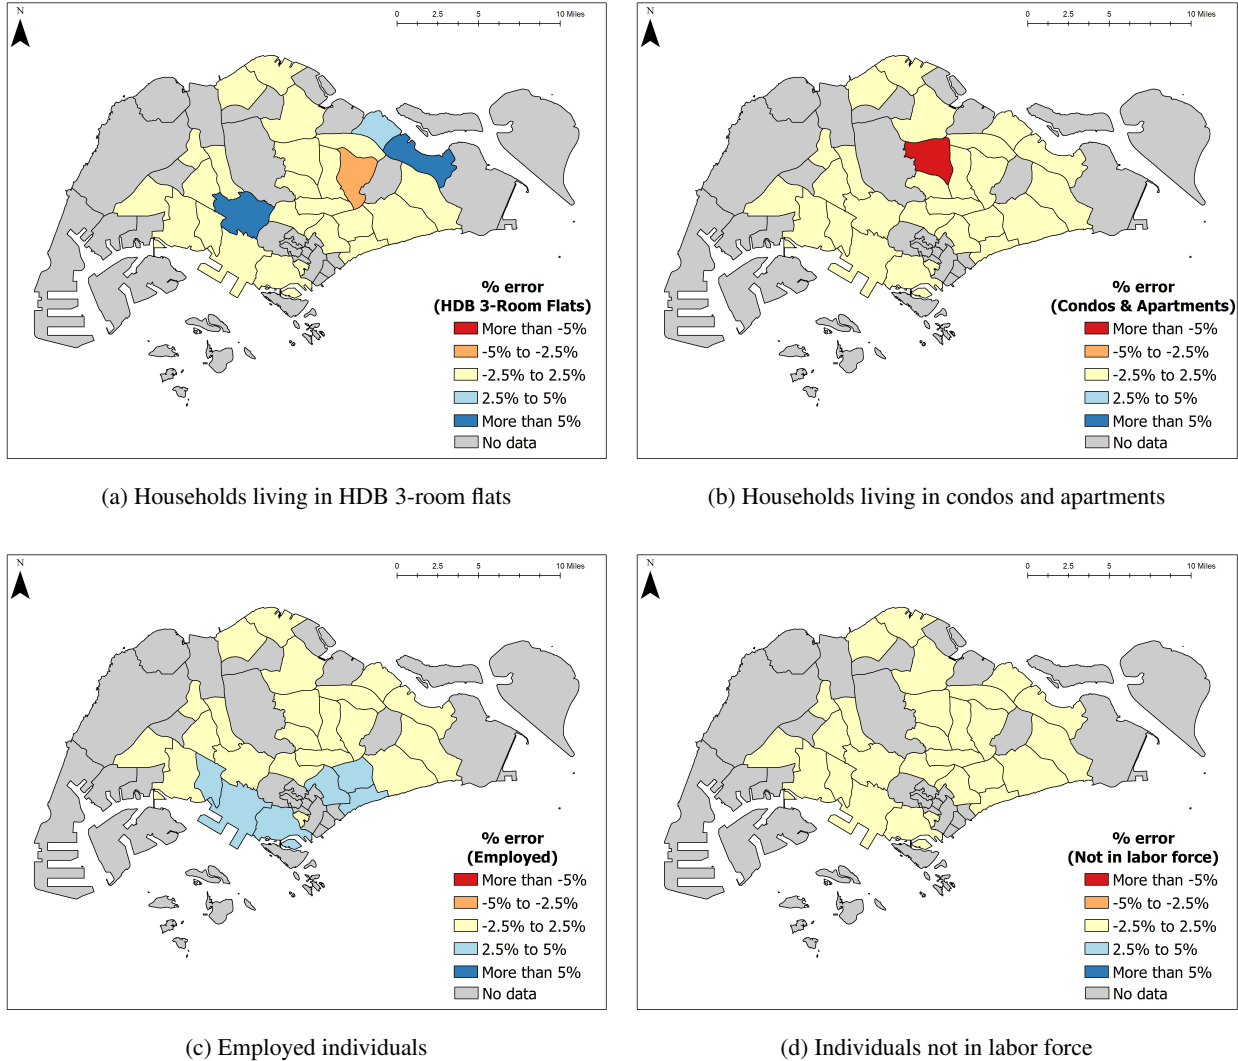 N
0 2.5 5 10 Miles
% error
(HDB 3-Room Flats)
More than -5%
-5% to -2.5%
-2.5% to 2.5%
2.5% to 5%
More than 5%
No data
(a) Households living in HDB 3-room flats
N
0 2.5 5 10 Miles
% error
(Condos & Apartments)
More than -5%
-5% to -2.5%
-2.5% to 2.5%
2.5% to 5%
More than 5%
No data
(b) Households living in condos and apartments
N
0 2.5 5 10 Miles
% error
(Employed)
More than -5%
-5% to -2.5%
-2.5% to 2.5%
2.5% to 5%
More than 5%
No data
(c) Employed individuals
N
0 2.5 5 10 Miles
% error
(Not in labor force)
More than -5%
-5% to -2.5%
-2.5% to 2.5%
2.5% to 5%
More than 5%
No data
(d) Individuals not in labor force